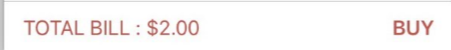 TOTAL BILL : $2.00 BUY